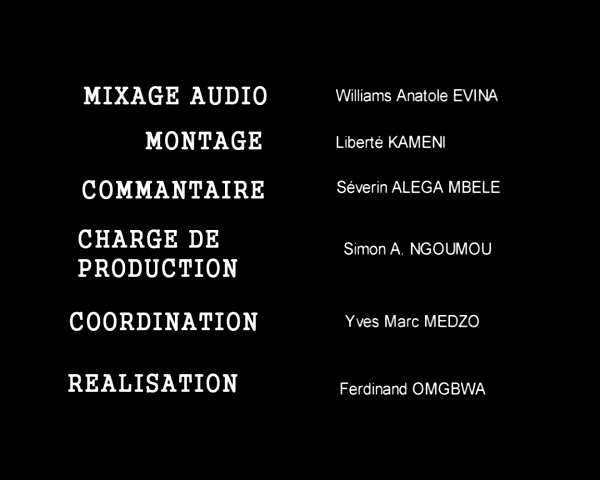 MIXAGE AUDIO Williams Anatole EVINA
MONTAGE Liberté KAMENI
COMMANTAIRE Séverin ALEGA MBELE
CHARGE DE
PRODUCTION Simon A. NGOUMOU
COORDINATION Yves Marc MEDZO
REALISATION Ferdinand OMGBWA